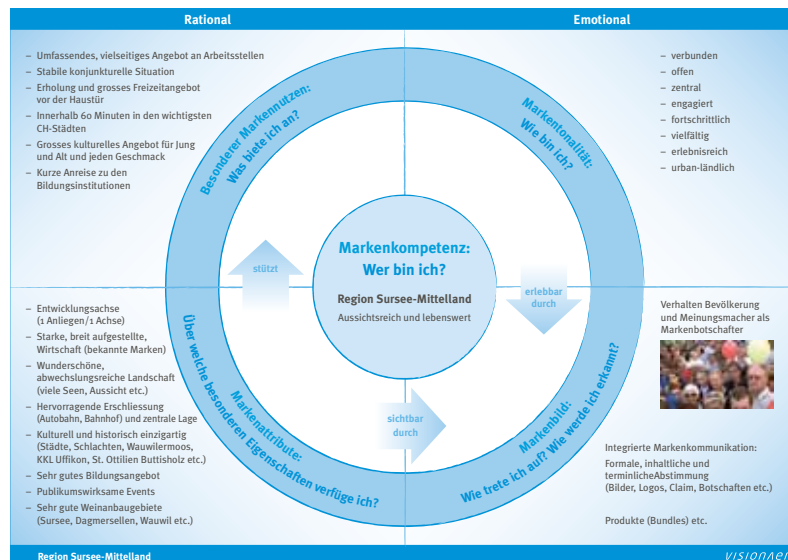 Rational
Emotional
– Umfassendes, vielseitiges Angebot an Arbeitsstellen
– Stabile konjunkturelle Situation
– Erholung und grosses Freizeitangebot
vor der Haustür
– Innerhalb 60 Minuten in den wichtigsten
CH-Städten
– Grosses kulturelles Angebot für Jung
und Alt und jeden Geschmack
– Kurze Anreise zu den
Bildungsinstitutionen
Besonderer Markennutzen:
Was biete ich an?
Markentonalität:
Wie bin ich?
– verbunden
– offen
– zentral
– engagiert
– fortschrittlich
– vielfältig
– erlebnisreich
– urban-ländlich
Markenkompetenz:
Wer bin ich?
Region Sursee-Mittelland
Aussichtsreich und lebenswert
stützt
erlebbar
durch
sichtbar
durch
– Entwicklungsachse
(1 Anliegen/1 Achse)
– Starke, breit aufgestellte,
Wirtschaft (bekannte Marken)
– Wunderschöne,
abwechslungsreiche Landschaft
(viele Seen, Aussicht etc.)
– Hervorragende Erschliessung
(Autobahn, Bahnhof) und zentrale Lage
– Kulturell und historisch einzigartig
(Städte, Schlachten, Wauwilermoos,
KKL Uffikon, St. Ottilien Buttisholz etc.)
– Sehr gutes Bildungsangebot
– Publikumswirksame Events
– Sehr gute Weinanbaugebiete
(Sursee, Dagmersellen, Wauwil etc.)
Markenattribute:
Über welche besonderen Eigenschaften verfüge ich?
Markenbild:
Wie trete ich auf? Wie werde ich erkannt?
Verhalten Bevölkerung
und Meinungsmacher als
Markenbotschafter
Integrierte Markenkommunikation:
Formale, inhaltliche und
terminlicheAbstimmung
(Bilder, Logos, Claim, Botschaften etc.)
Produkte (Bundles) etc.
Region Sursee-Mittelland